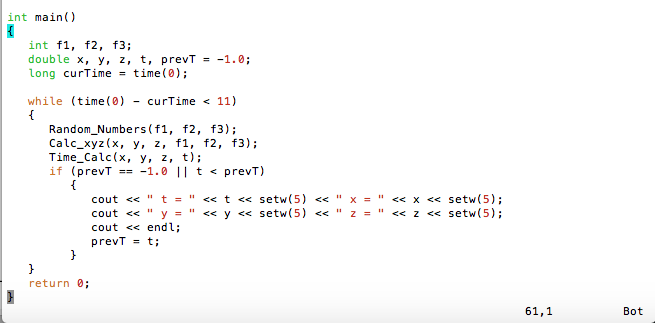 int main()
{
   int f1, f2, f3;
   double x, y, z, t, prevT = -1.0;
   long curTime = time(0);

   while (time(0) - curTime < 11)
   {
      Random_Numbers(f1, f2, f3);
      Calc_xyz(x, y, z, f1, f2, f3);
      Time_Calc(x, y, z, t);
      if (prevT == -1.0 || t < prevT)
         {
            cout << " t = " << t << setw(5) << " x = " << x << setw(5);
            cout << " y = " << y << setw(5) << " z = " << z << setw(5);
            cout << endl;
            prevT = t;
         }
   }
   return 0;
}
61,1 Bot